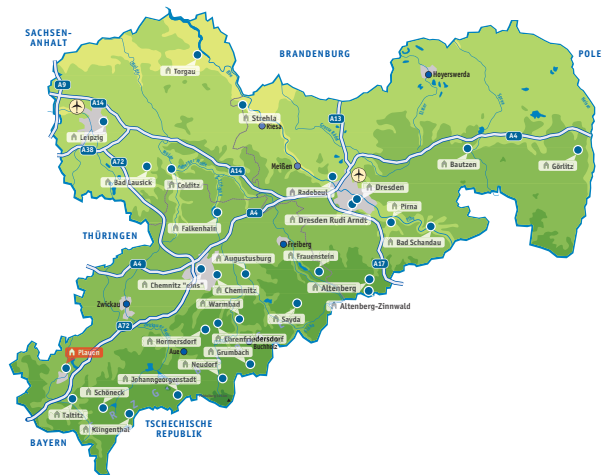 SACHSEN-
ANHALT
BRANDENBURG
POLE
Torgau
Hoyerswerda
A9
A14
Strehla
Riesa
A13
Leipzig
A4
A38
A72
Bad Lausick
Colditz
A14
Meißen
Bautzen
Görlitz
Radebeul
Dresden
Pirna
Falkenhain
A4
Dresden Rudi Arndt
THÜRINGEN
Freiberg
Bad Schandau
Augustusburg
Frauenstein
A4
A17
Chemnitz "eins"
Chemnitz
Altenberg
Zwickau
Warmbad
Sayda
Altenberg-Zinnwald
A72
Hermersdorf
Buchholz
Plauen
Aue
Grumbach
Neudorf
Johanngeorgenstadt
Schöneck
Taltitz
Klingenthal
TSCHECHISCHE
REPUBLIK
BAYERN